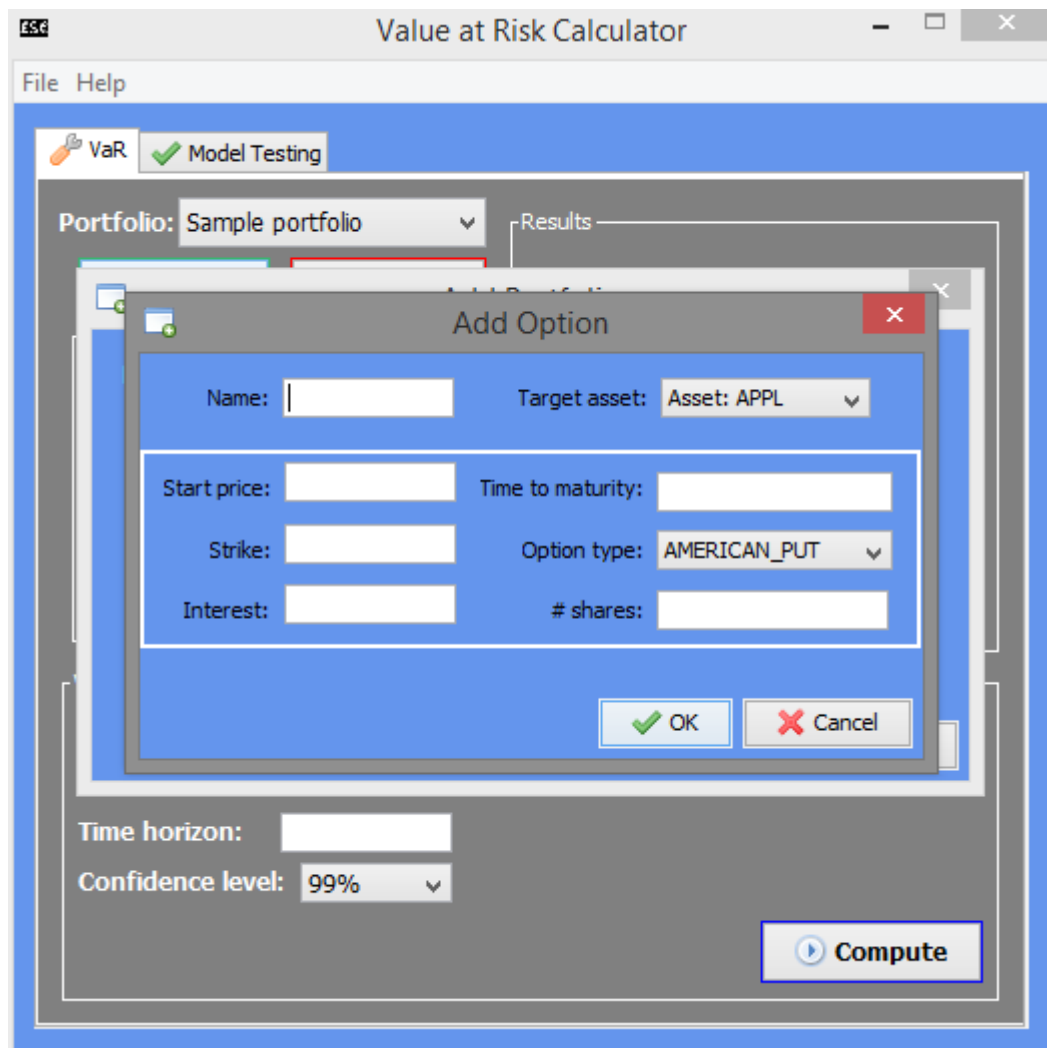 ESG
Value at Risk Calculator
File Help
VaR Model Testing
Portfolio: Sample portfolio
Results
Add Option
Name: Target asset: Asset: APPL
Start price: Time to maturity:
Strike: Option type: AMERICAN_PUT
Interest: # shares:
OK Cancel
Time horizon:
Confidence level: 99%
Compute